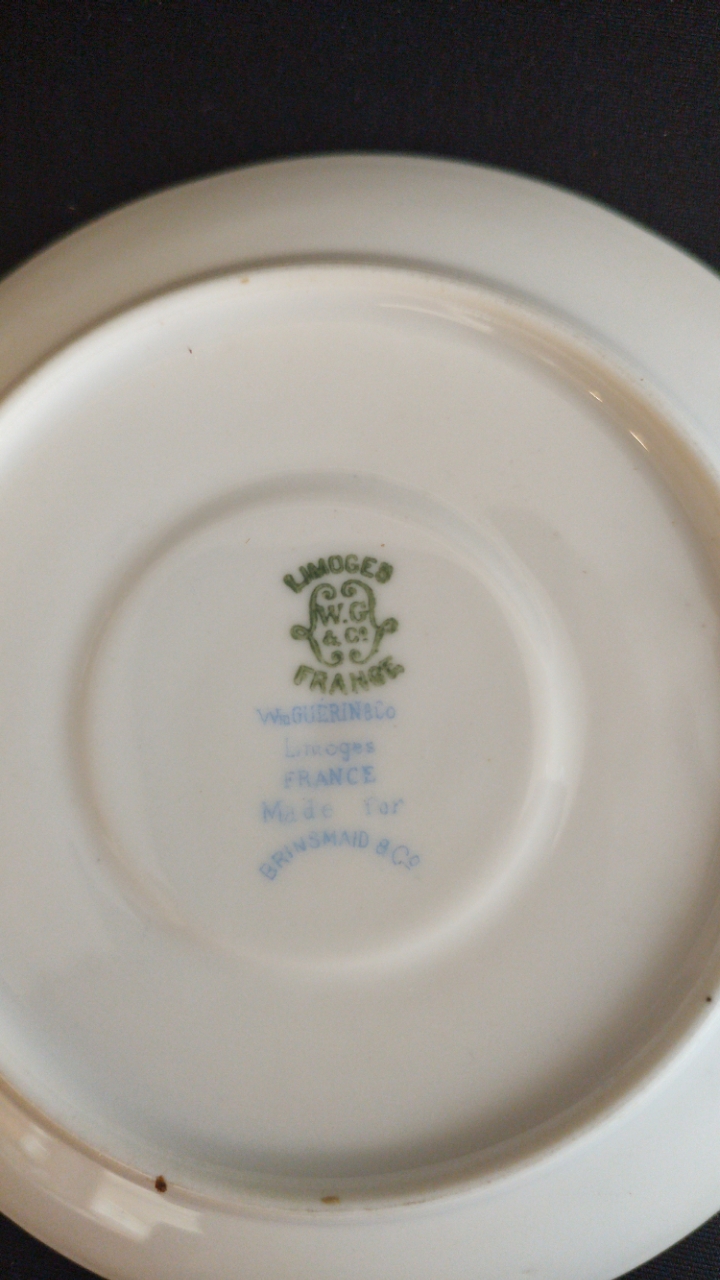 LIMOGES
W.G
& Co
FRANCE
Wm GUERIN & Co
Limoges
FRANCE
Made for
BRINSMAID & Co